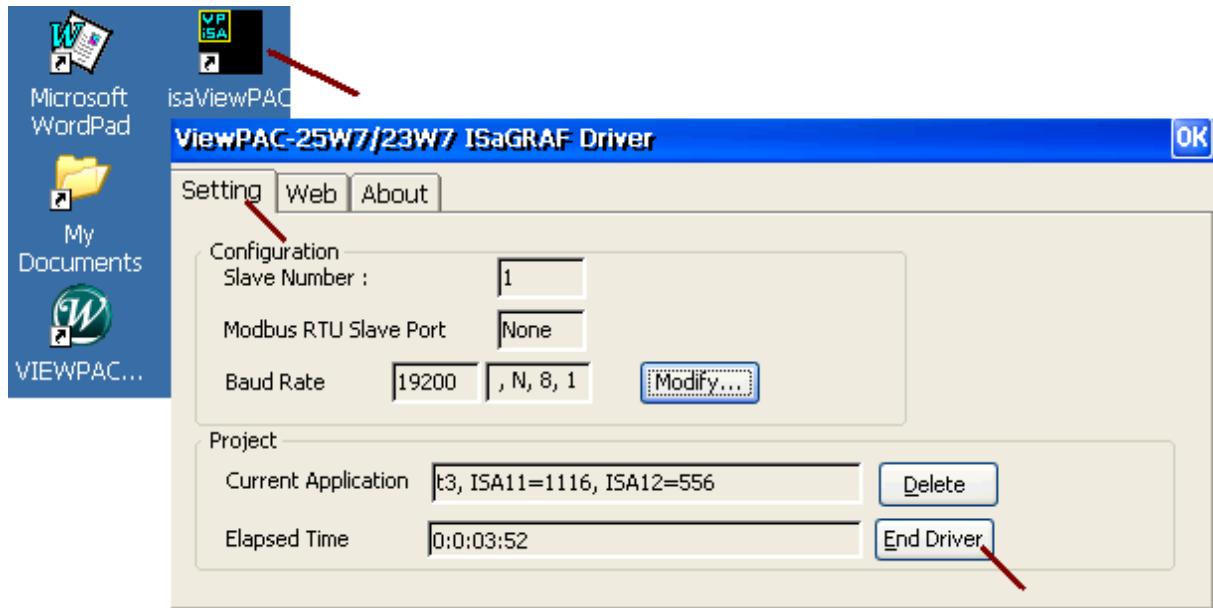 VP
iSA
Microsoft
WordPad
isaViewPAC
My
Documents
VIEWPAC...
ViewPAC-25W7/23W7 ISaGRAF Driver
OK
Setting Web About
Configuration
Slave Number : 1
Modbus RTU Slave Port None
Baud Rate 19200 , N, 8, 1 Modify...
Project
Current Application t3, ISA11=1116, ISA12=556 Delete
Elapsed Time 0:0:03:52 End Driver